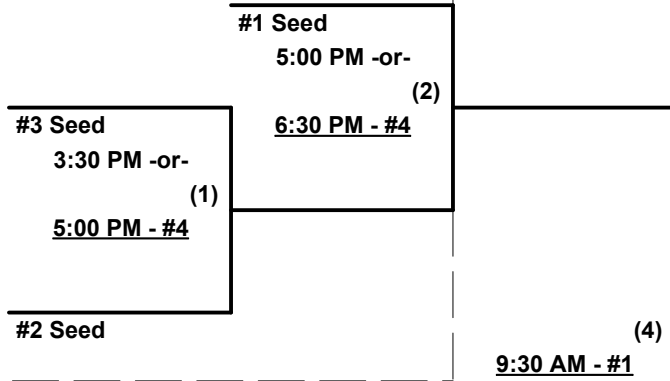 #1 Seed
5:00 PM -or-
(2)
6:30 PM - #4
#3 Seed
3:30 PM -or-
(1)
5:00 PM - #4
#2 Seed
(4)
9:30 AM - #1